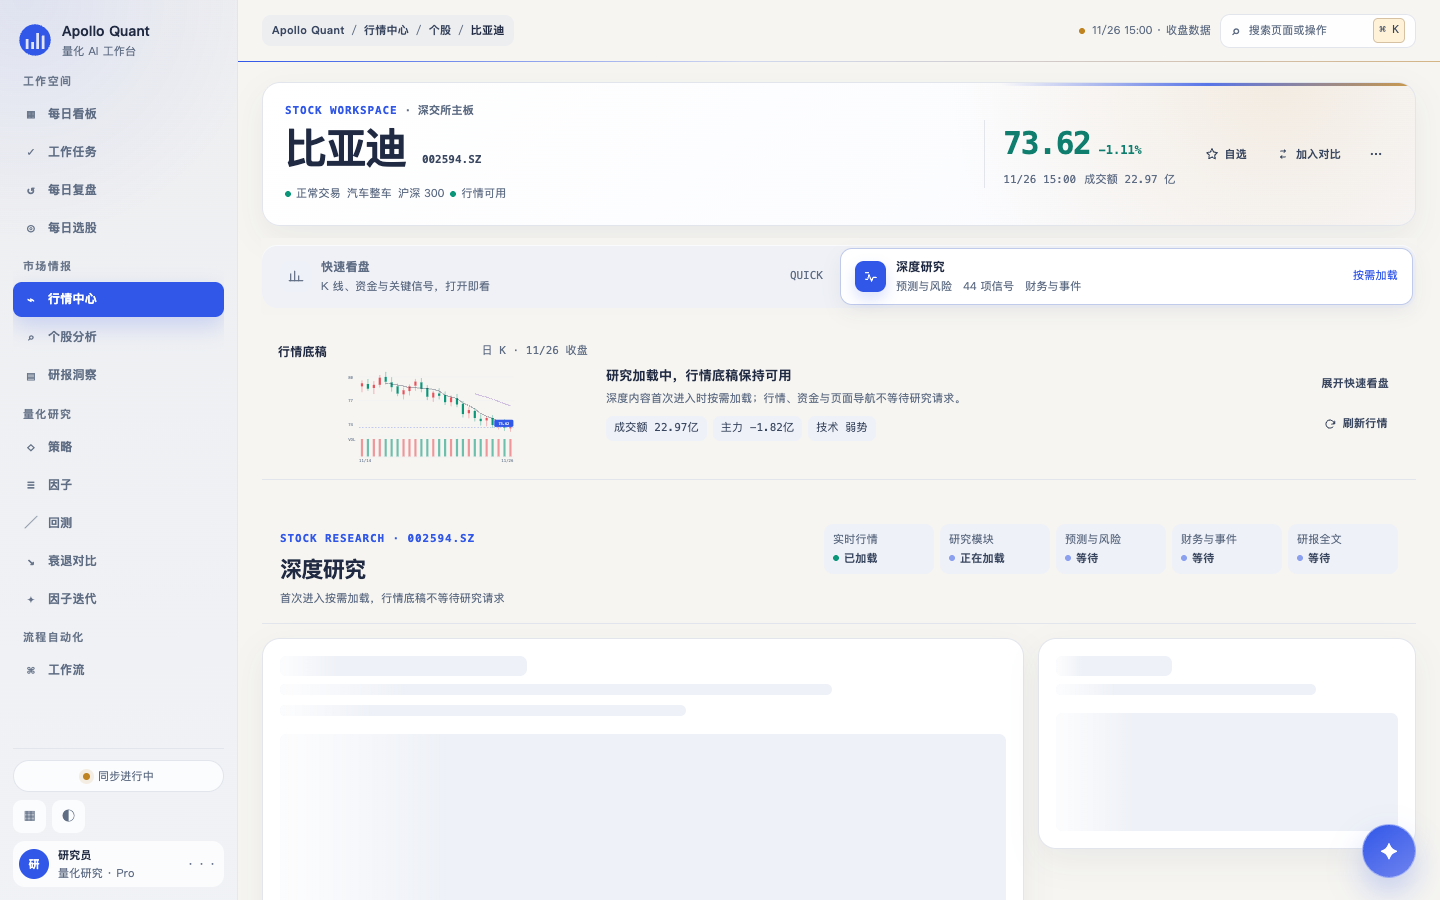 Apollo Quant
量化 AI 工作台
工作空间
每日看板
工作任务
每日复盘
每日选股
市场情报
行情中心
个股分析
研报洞察
量化研究
策略
因子
回测
衰退对比
因子迭代
流程自动化
工作流
同步进行中
研
研究员
量化研究 · Pro
Apollo Quant / 行情中心 / 个股 / 比亚迪
11/26 15:00 · 收盘数据
搜索页面或操作
⌘ K
STOCK WORKSPACE · 深交所主板
比亚迪 002594.SZ
正常交易 汽车整车 沪深 300 行情可用
73.62 −1.11%
11/26 15:00 成交额 22.97 亿
自选
加入对比
快速看盘
K 线、资金与关键信号，打开即看
QUICK
深度研究
预测与风险 44 项信号 财务与事件
按需加载
行情底稿
日 K · 11/26 收盘
77
VOL
73.62
研究加载中，行情底稿保持可用
深度内容首次进入时按需加载；行情、资金与页面导航不等待研究请求。
成交额 22.97亿
主力 −1.82亿
技术 弱势
展开快速看盘
刷新行情
STOCK RESEARCH · 002594.SZ
深度研究
首次进入按需加载，行情底稿不等待研究请求
实时行情
已加载
研究模块
正在加载
预测与风险
等待
财务与事件
等待
研报全文
等待